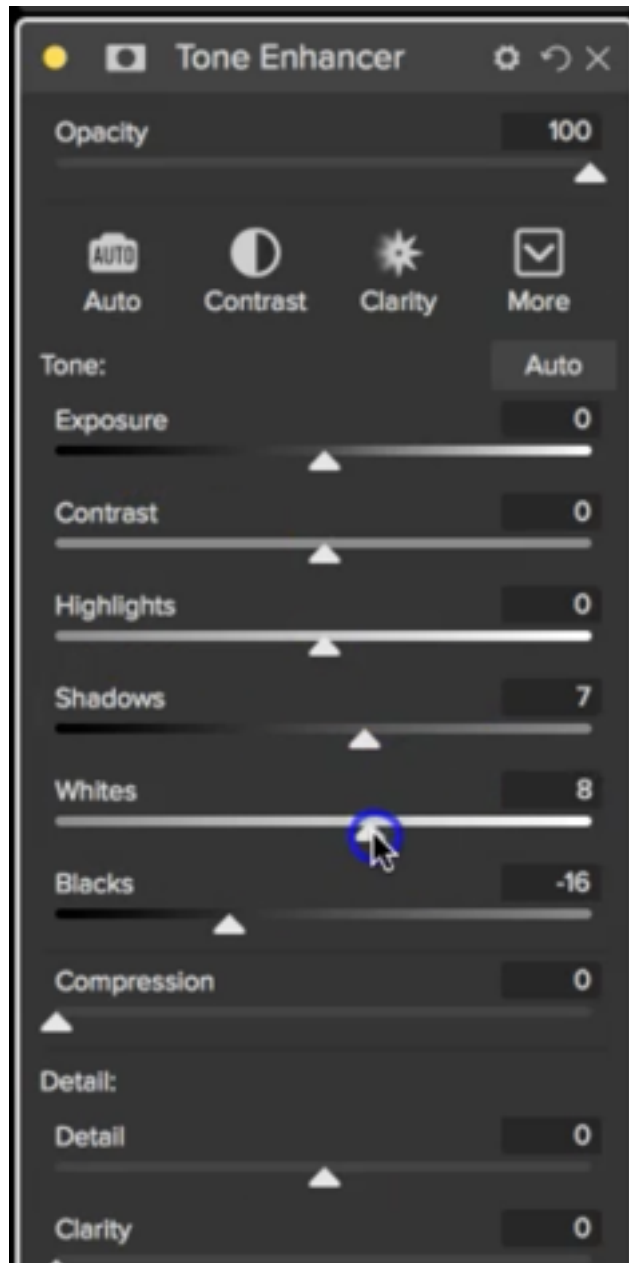 Tone Enhancer
Opacity 100
AUTO
Auto Contrast Clarity More
Tone: Auto
Exposure 0
Contrast 0
Highlights 0
Shadows 7
Whites 8
Blacks -16
Compression 0
Detail:
Detail 0
Clarity 0